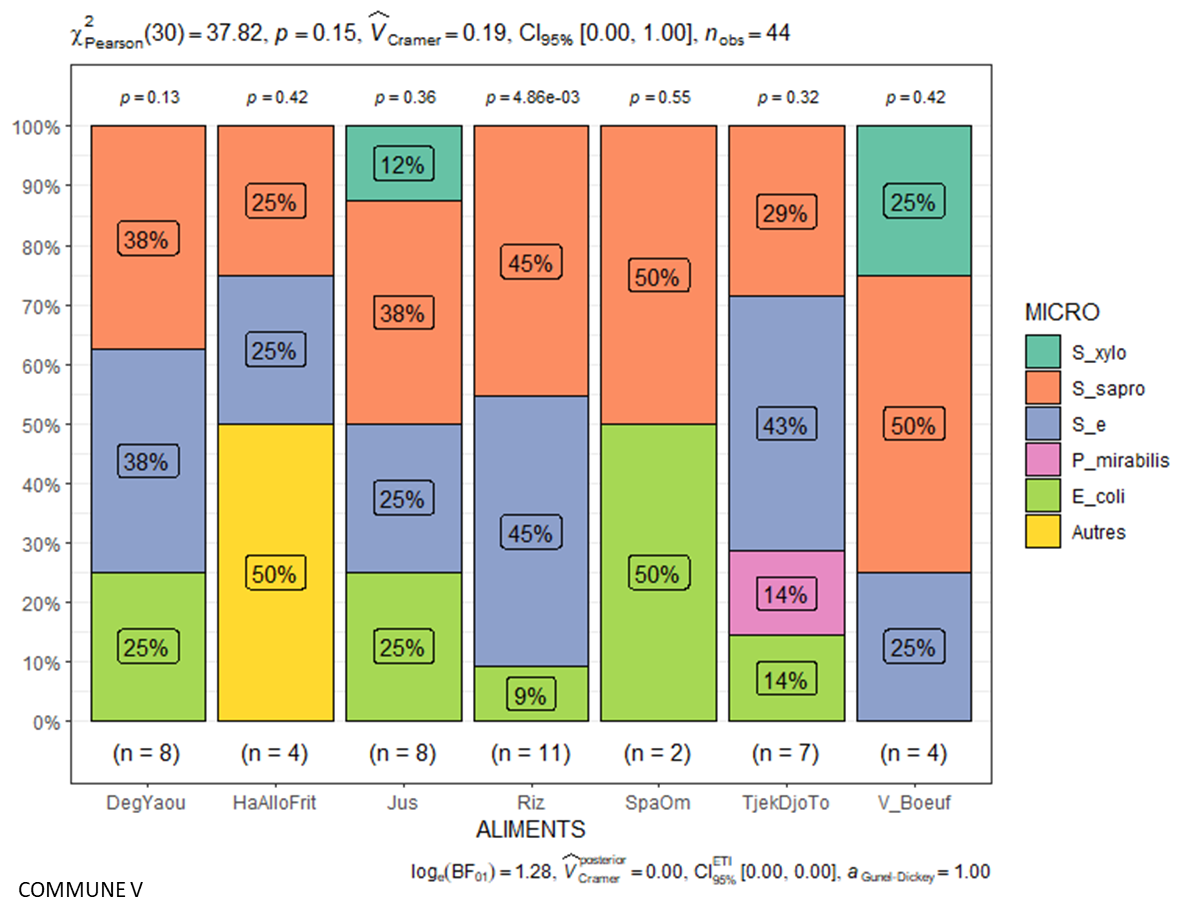 χ²Pearson(30) = 37.82, p = 0.15, V̂Cramer = 0.19, CI95% [0.00, 1.00], nobs = 44
p = 0.13 p = 0.42 p = 0.36 p = 4.86e-03 p = 0.55 p = 0.32 p = 0.42
100%
90%
80%
70%
60%
50%
40%
30%
20%
10%
0%
38%
38%
25%
25%
25%
50%
12%
38%
25%
25%
45%
45%
9%
50%
50%
29%
43%
14%
14%
25%
50%
25%
(n = 8) (n = 4) (n = 8) (n = 11) (n = 2) (n = 7) (n = 4)
DegYaou HaAlloFrit Jus Riz SpaOm TjekDjoTo V_Boeuf
ALIMENTS
MICRO
S_xylo
S_sapro
S_e
P_mirabilis
E_coli
Autres
loge(BF01) = 1.28, V̂posterior Cramer = 0.00, CIETI 95% [0.00, 0.00], a Gunel-Dickey = 1.00
COMMUNE V